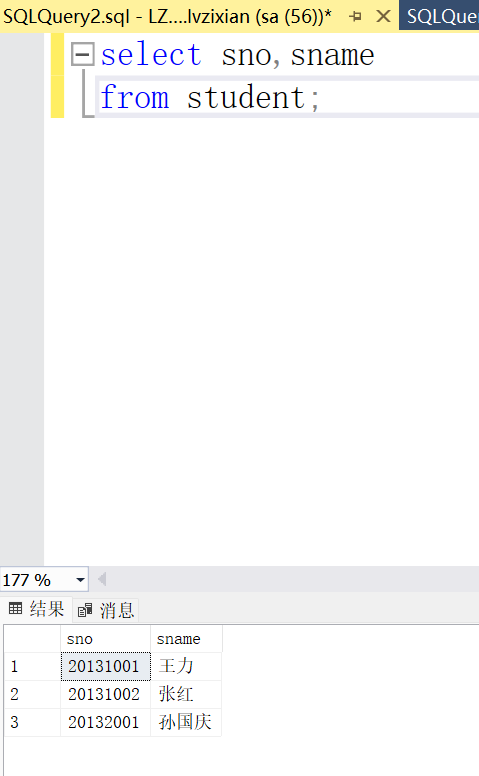 SQLQuery2.sql - LZ....lvzixian (sa (56))* SQLQue
select sno,sname
from student;
177 %
结果 消息
sno sname
1 20131001 王力
2 20131002 张红
3 20132001 孙国庆